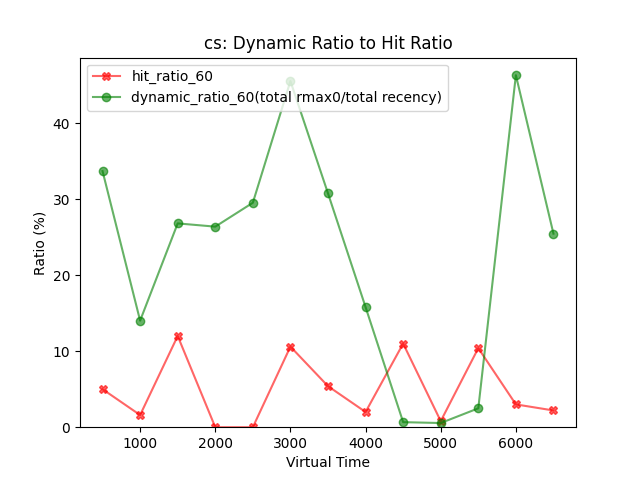 cs: Dynamic Ratio to Hit Ratio
hit_ratio_60
dynamic_ratio_60(total rmax0/total recency)
Ratio (%)
40
30
20
10
0
1000 2000 3000 4000 5000 6000
Virtual Time